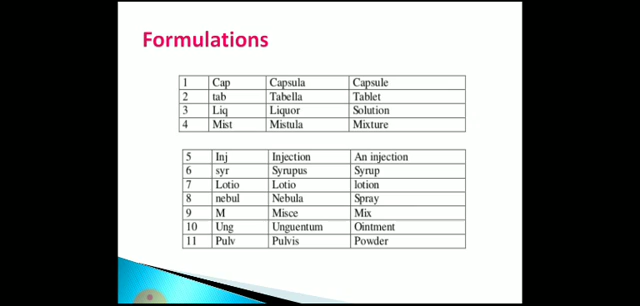 Formulations
1 Cap Capsula Capsule
2 tab Tabella Tablet
3 Liq Liquor Solution
4 Mist Mistula Mixture
5 Inj Injection An injection
6 syr Syrupus Syrup
7 Lotio Lotio lotion
8 nebul Nebula Spray
9 M Misce Mix
10 Ung Unguentum Ointment
11 Pulv Pulvis Powder